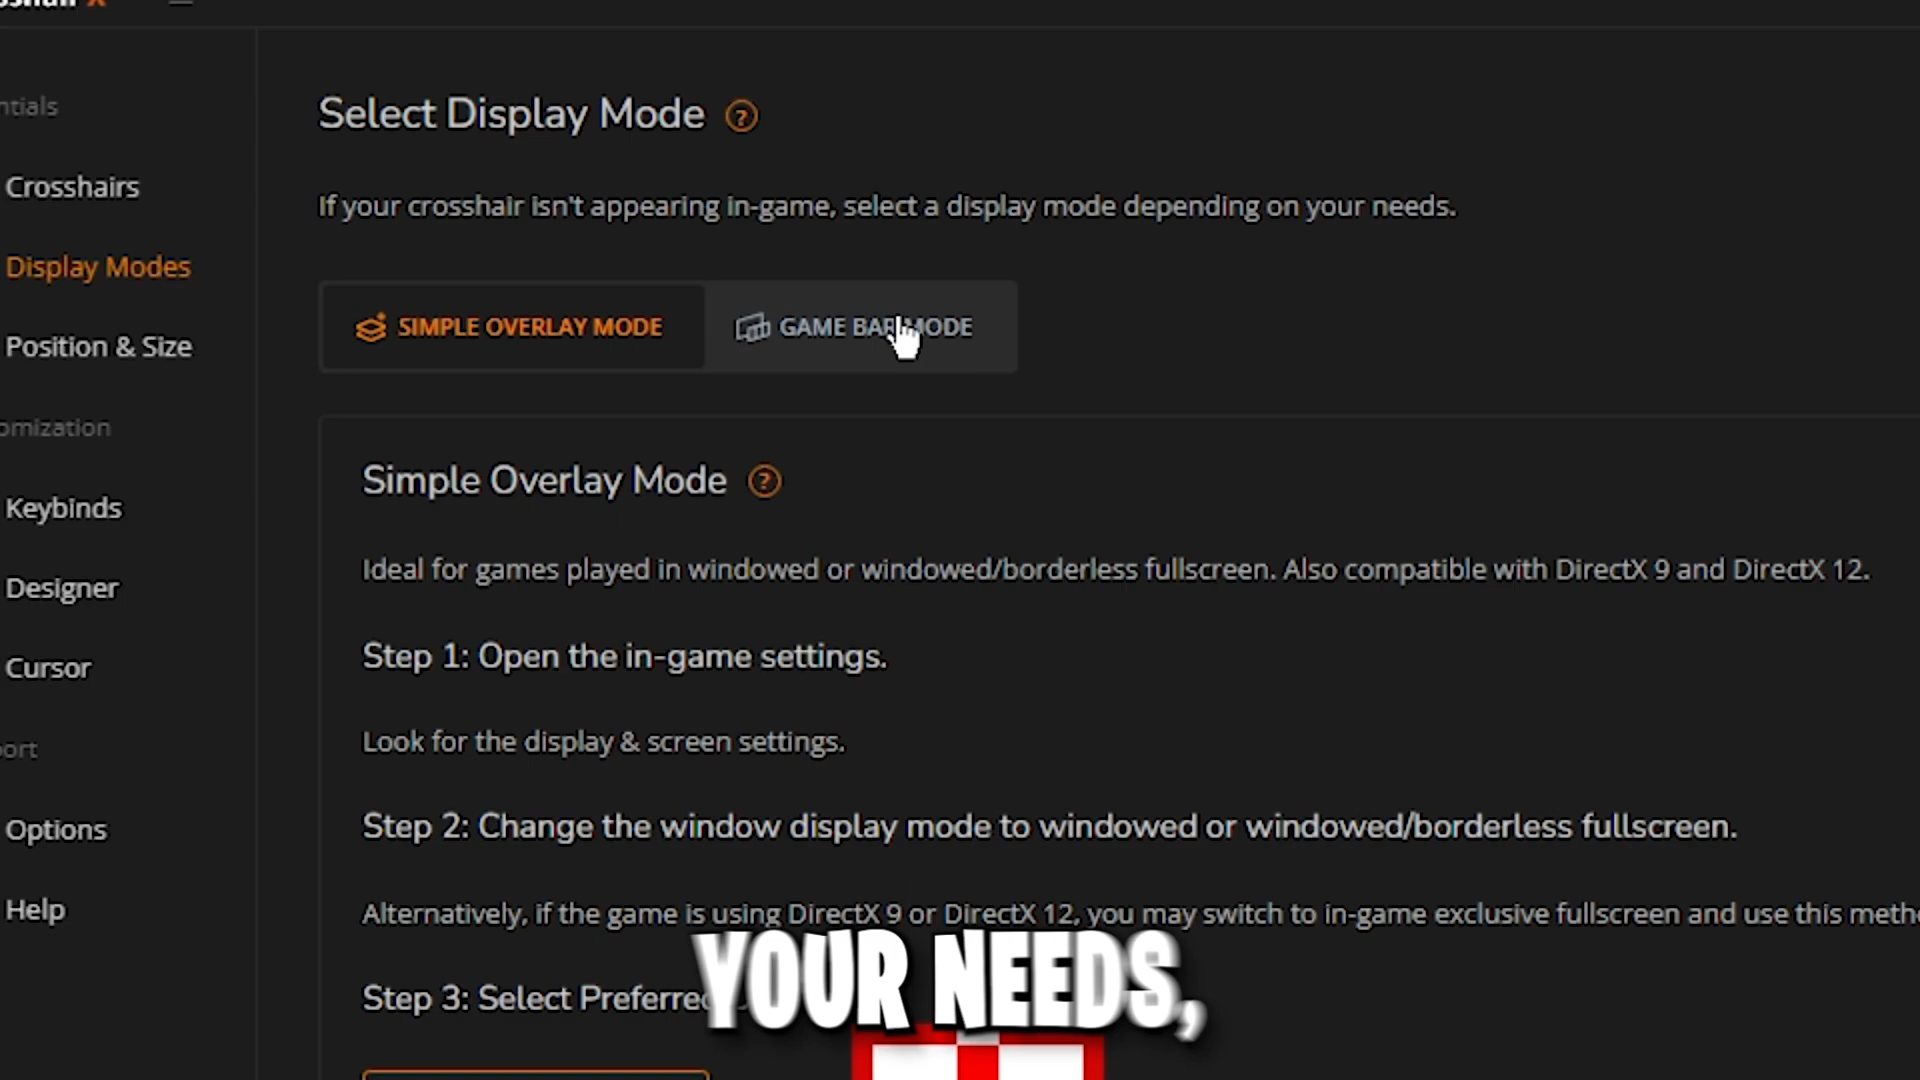 Select Display Mode ?
If your crosshair isn't appearing in-game, select a display mode depending on your needs.
SIMPLE OVERLAY MODE
GAME BAR MODE
Crosshairs
Display Modes
Position & Size
Keybinds
Designer
Cursor
Options
Help
Simple Overlay Mode ?
Ideal for games played in windowed or windowed/borderless fullscreen. Also compatible with DirectX 9 and DirectX 12.
Step 1: Open the in-game settings.
Look for the display & screen settings.
Step 2: Change the window display mode to windowed or windowed/borderless fullscreen.
Alternatively, if the game is using DirectX 9 or DirectX 12, you may switch to in-game exclusive fullscreen and use this
Step 3: Select
YOUR NEEDS,